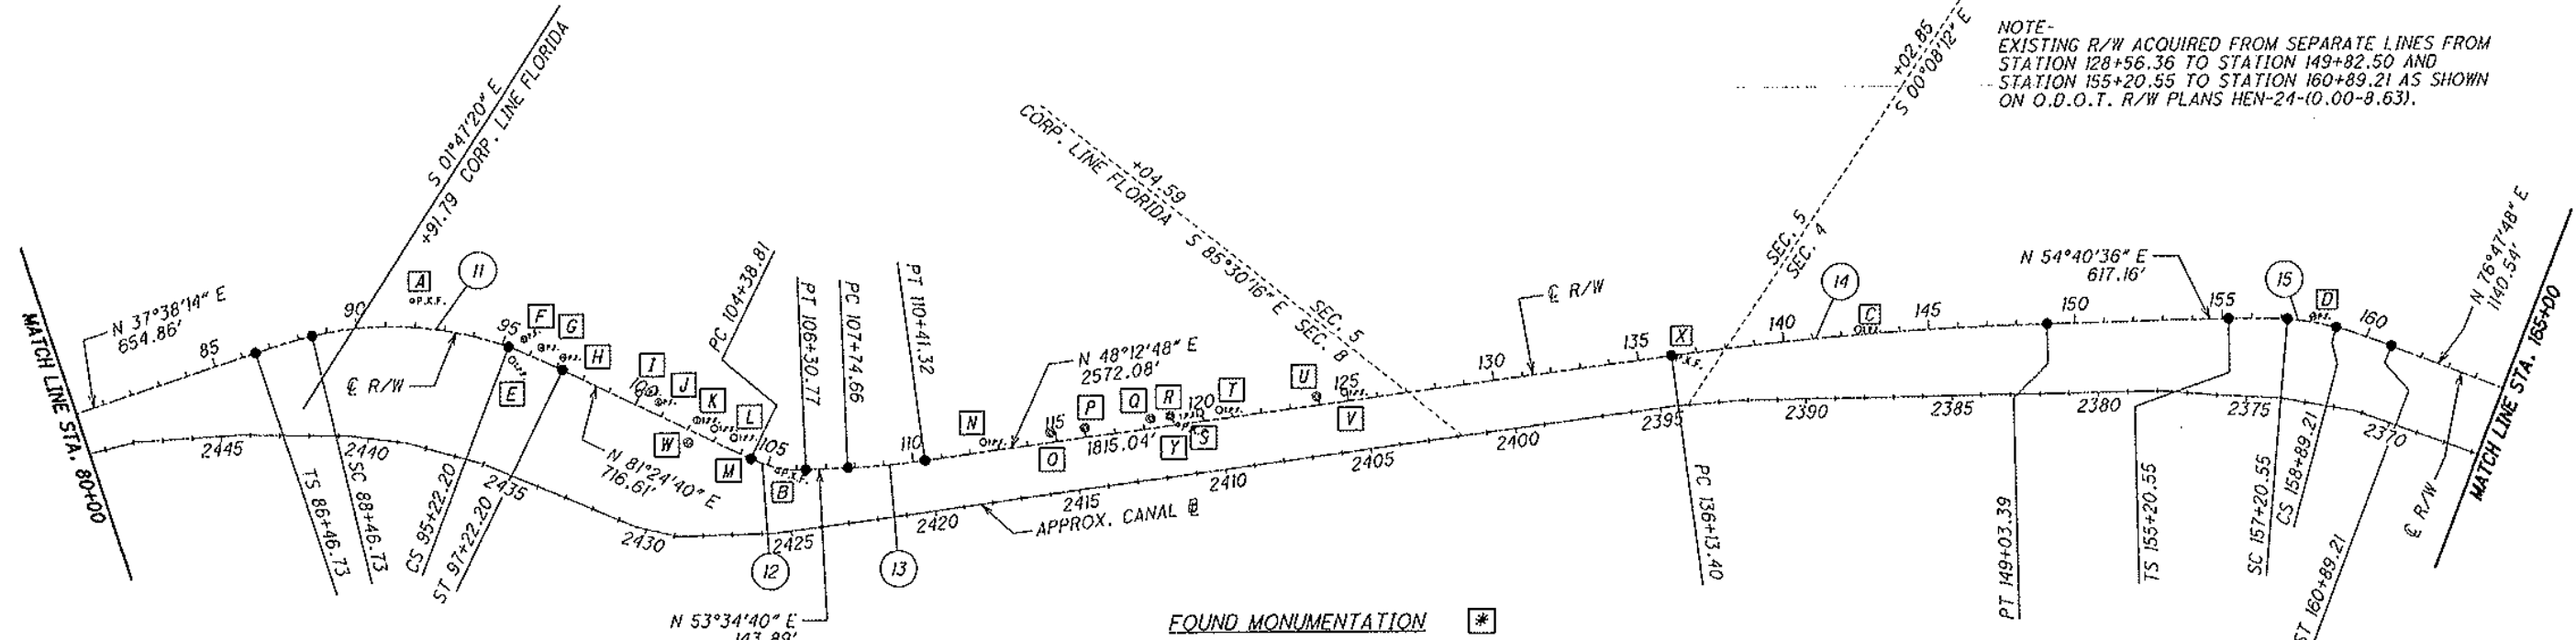 NOTE-
EXISTING R/W ACQUIRED FROM SEPARATE LINES FROM
STATION 128+56.36 TO STATION 149+82.50 AND
STATION 155+20.55 TO STATION 160+89.21 AS SHOWN
ON O.D.O.T. R/W PLANS HEN-24-(0.00-8.63).
MATCH LINE STA. 80+00
N 37°38'14" E
654.86'
S 01°47'20" E
+91.79 CORP. LINE FLORIDA
A
P.K.F.
11
85
90
95
℄ R/W
TS 86+46.73
SC 88+46.73
CS 95+22.20
ST 97+22.20
E
F
G
H
I
J
K
L
W
M
B
P.K.F.
105
N 81°24'40" E
716.61'
PC 104+38.81
PT 106+30.77
PC 107+74.66
PT 110+41.32
12
13
N 53°34'40" E
143.89'
110
N
O
115
P
1815.04'
Q
R
Y
S
120
T
U
125
V
N 48°12'48" E
2572.08'
CORP. LINE FLORIDA
+04.59
S 85°30'16" E
SEC. 5
SEC. 8
130
℄ R/W
135
X
P.K.F.
PC 136+13.40
+02.85
S 00°08'12" E
SEC. 5
SEC. 4
140
14
C
145
150
N 54°40'36" E
617.16'
155
15
D
160
N 76°47'48" E
1140.54'
℄ R/W
MATCH LINE STA. 165+00
PT 149+03.39
TS 155+20.55
SC 157+20.55
CS 158+89.21
ST 160+89.21
2445
2440
2435
2430
2425
2420
2415
2410
2405
2400
2395
2390
2385
2380
2375
2370
APPROX. CANAL
FOUND MONUMENTATION *